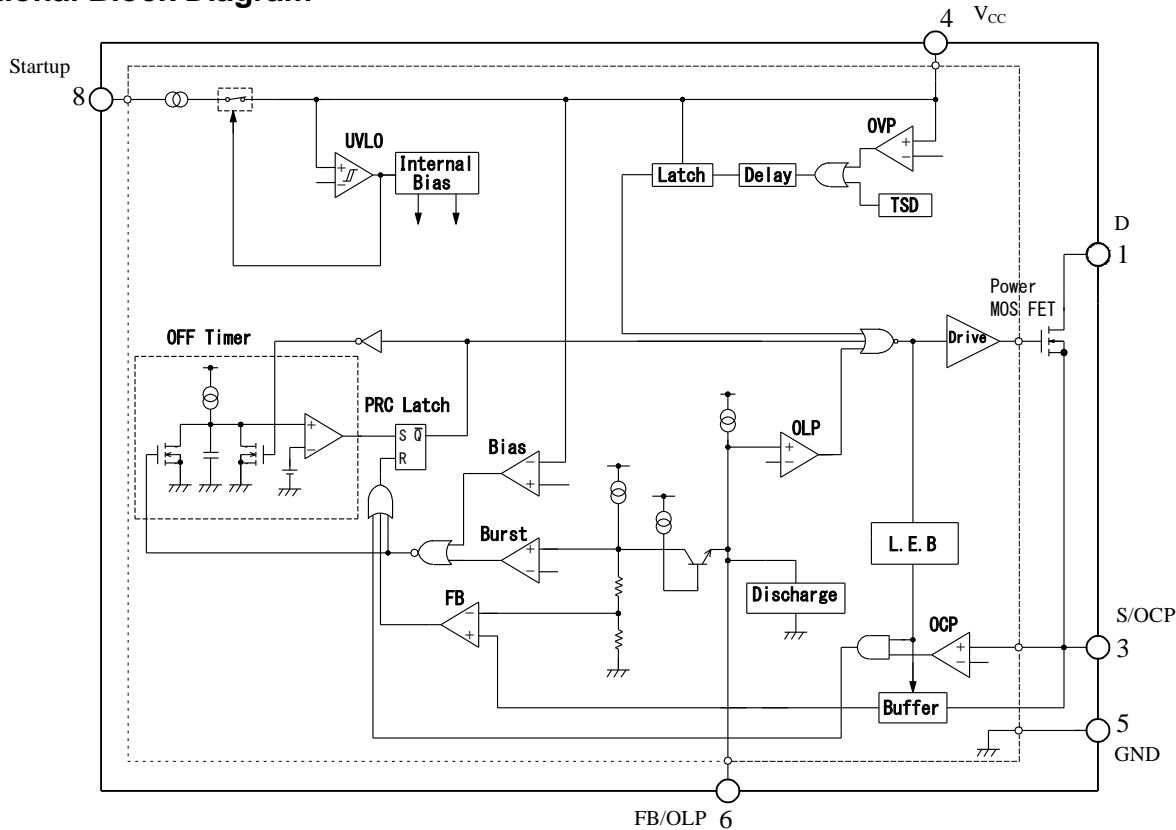 Block Diagram
4 VCC
Startup
8
UVLO
+
−
Internal
Bias
OVP
+
−
Latch
Delay
TSD
D
1
Power
MOS FET
Drive
OFF Timer
+
−
PRC Latch
S Q̅
R
OLP
+
−
Bias
−
+
Burst
+
−
L.E.B
FB
−
+
Discharge
OCP
+
−
S/OCP
3
Buffer
5
GND
FB/OLP 6